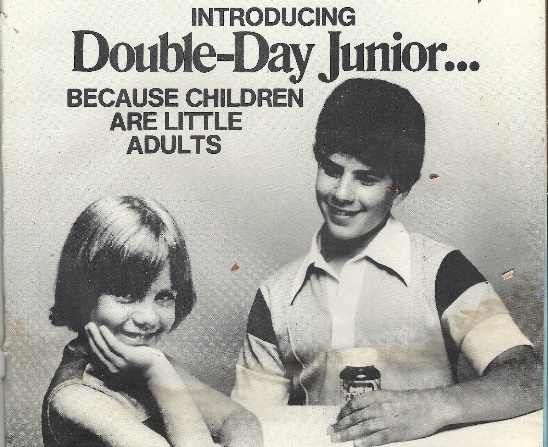 INTRODUCING
Double-Day Junior...
BECAUSE CHILDREN
ARE LITTLE
ADULTS